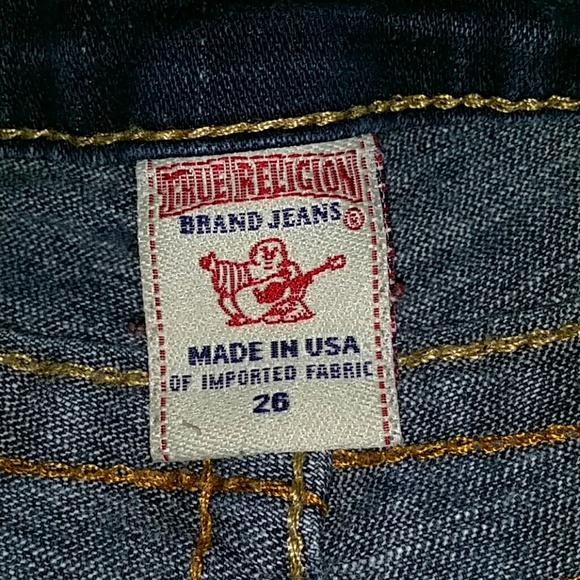 TRUE RELIGION
BRAND JEANS®
MADE IN USA
OF IMPORTED FABRIC
26